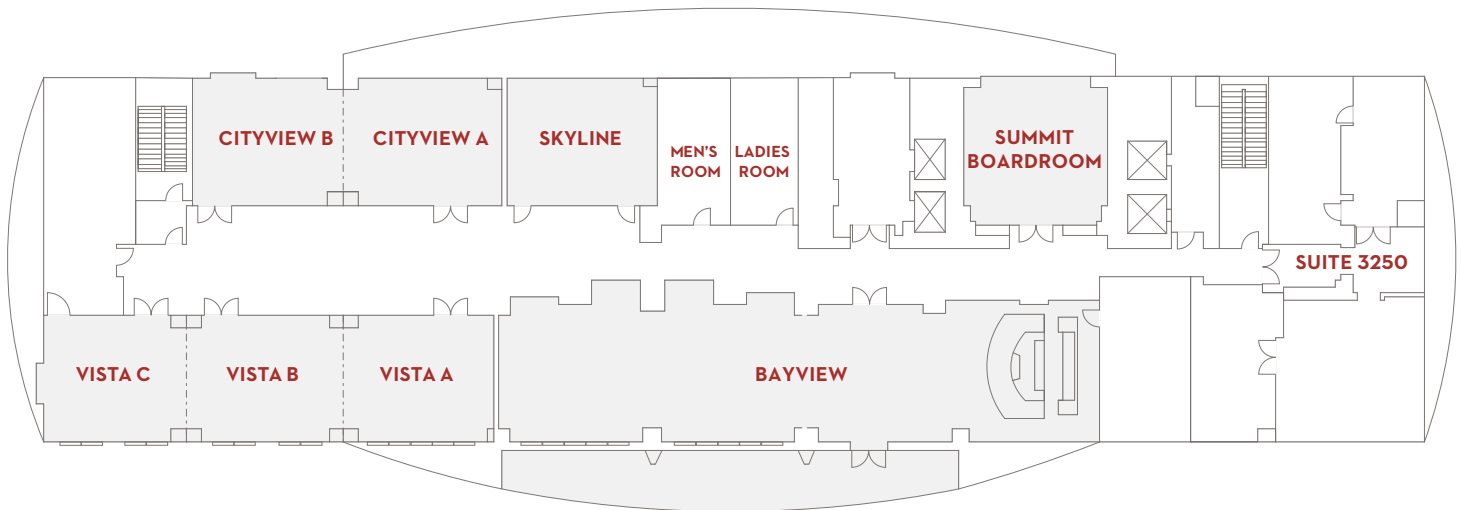 CITYVIEW B
CITYVIEW A
SKYLINE
MEN'S
ROOM
LADIES
ROOM
SUMMIT
BOARDROOM
SUITE 3250
VISTA C
VISTA B
VISTA A
BAYVIEW